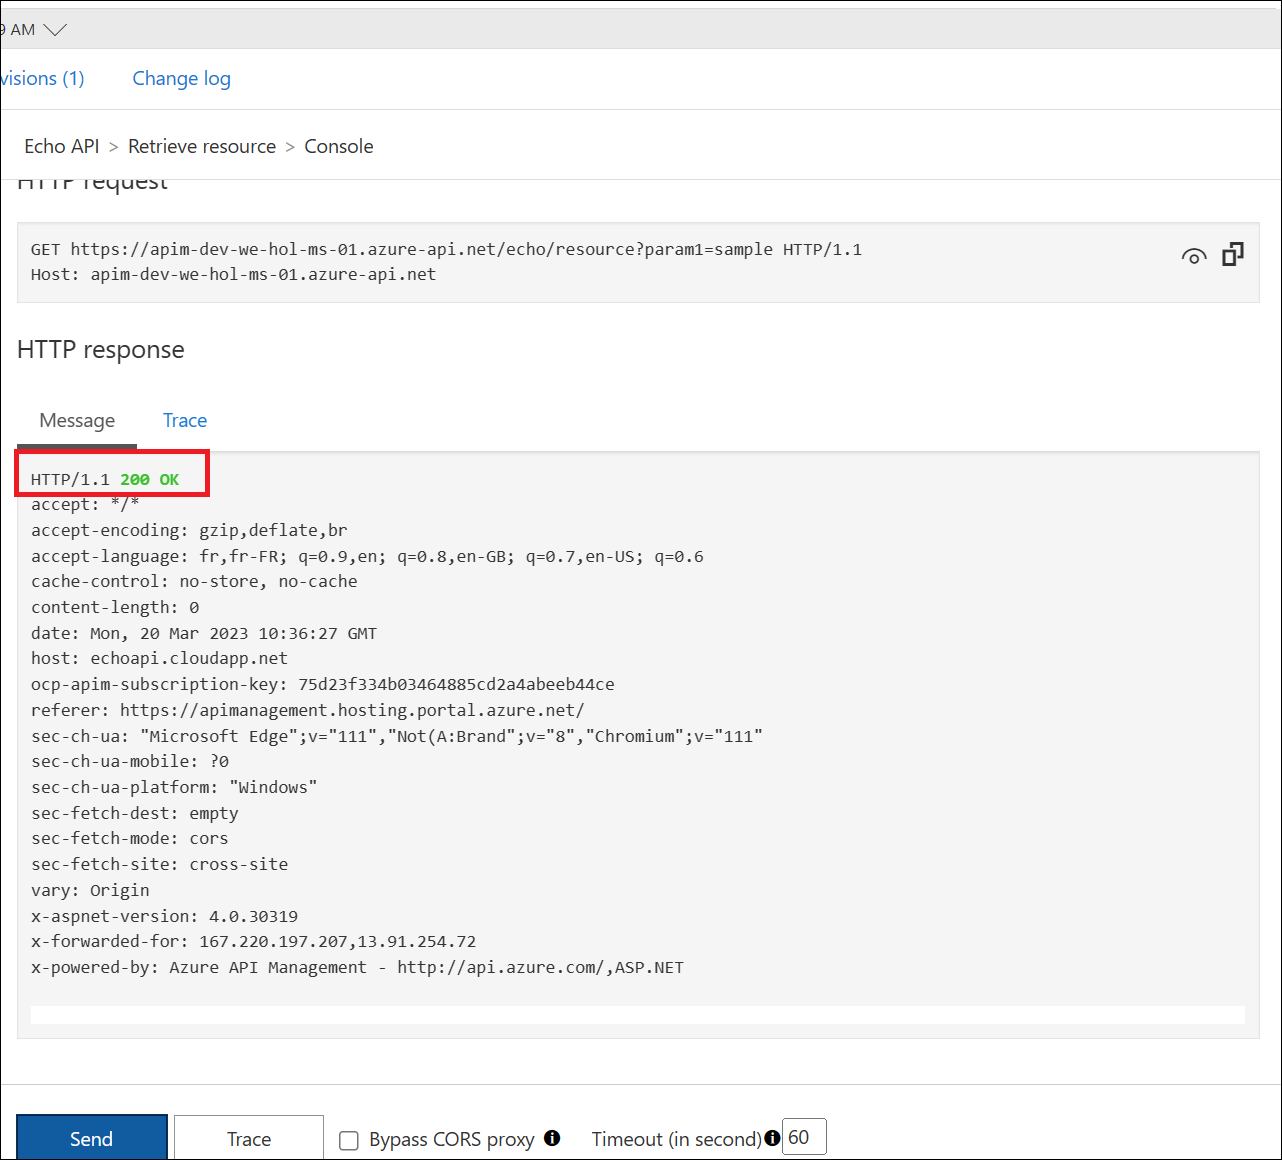 9 AM
visions (1) Change log
Echo API > Retrieve resource > Console
HTTP request
GET https://apim-dev-we-hol-ms-01.azure-api.net/echo/resource?param1=sample HTTP/1.1
Host: apim-dev-we-hol-ms-01.azure-api.net
HTTP response
Message Trace
HTTP/1.1 200 OK
accept: */*
accept-encoding: gzip,deflate,br
accept-language: fr,fr-FR; q=0.9,en; q=0.8,en-GB; q=0.7,en-US; q=0.6
cache-control: no-store, no-cache
content-length: 0
date: Mon, 20 Mar 2023 10:36:27 GMT
host: echoapi.cloudapp.net
ocp-apim-subscription-key: 75d23f334b03464885cd2a4abeeb44ce
referer: https://apimanagement.hosting.portal.azure.net/
sec-ch-ua: "Microsoft Edge";v="111","Not(A:Brand";v="8","Chromium";v="111"
sec-ch-ua-mobile: ?0
sec-ch-ua-platform: "Windows"
sec-fetch-dest: empty
sec-fetch-mode: cors
sec-fetch-site: cross-site
vary: Origin
x-aspnet-version: 4.0.30319
x-forwarded-for: 167.220.197.207,13.91.254.72
x-powered-by: Azure API Management - http://api.azure.com/,ASP.NET
Send Trace Bypass CORS proxy Timeout (in second) 60